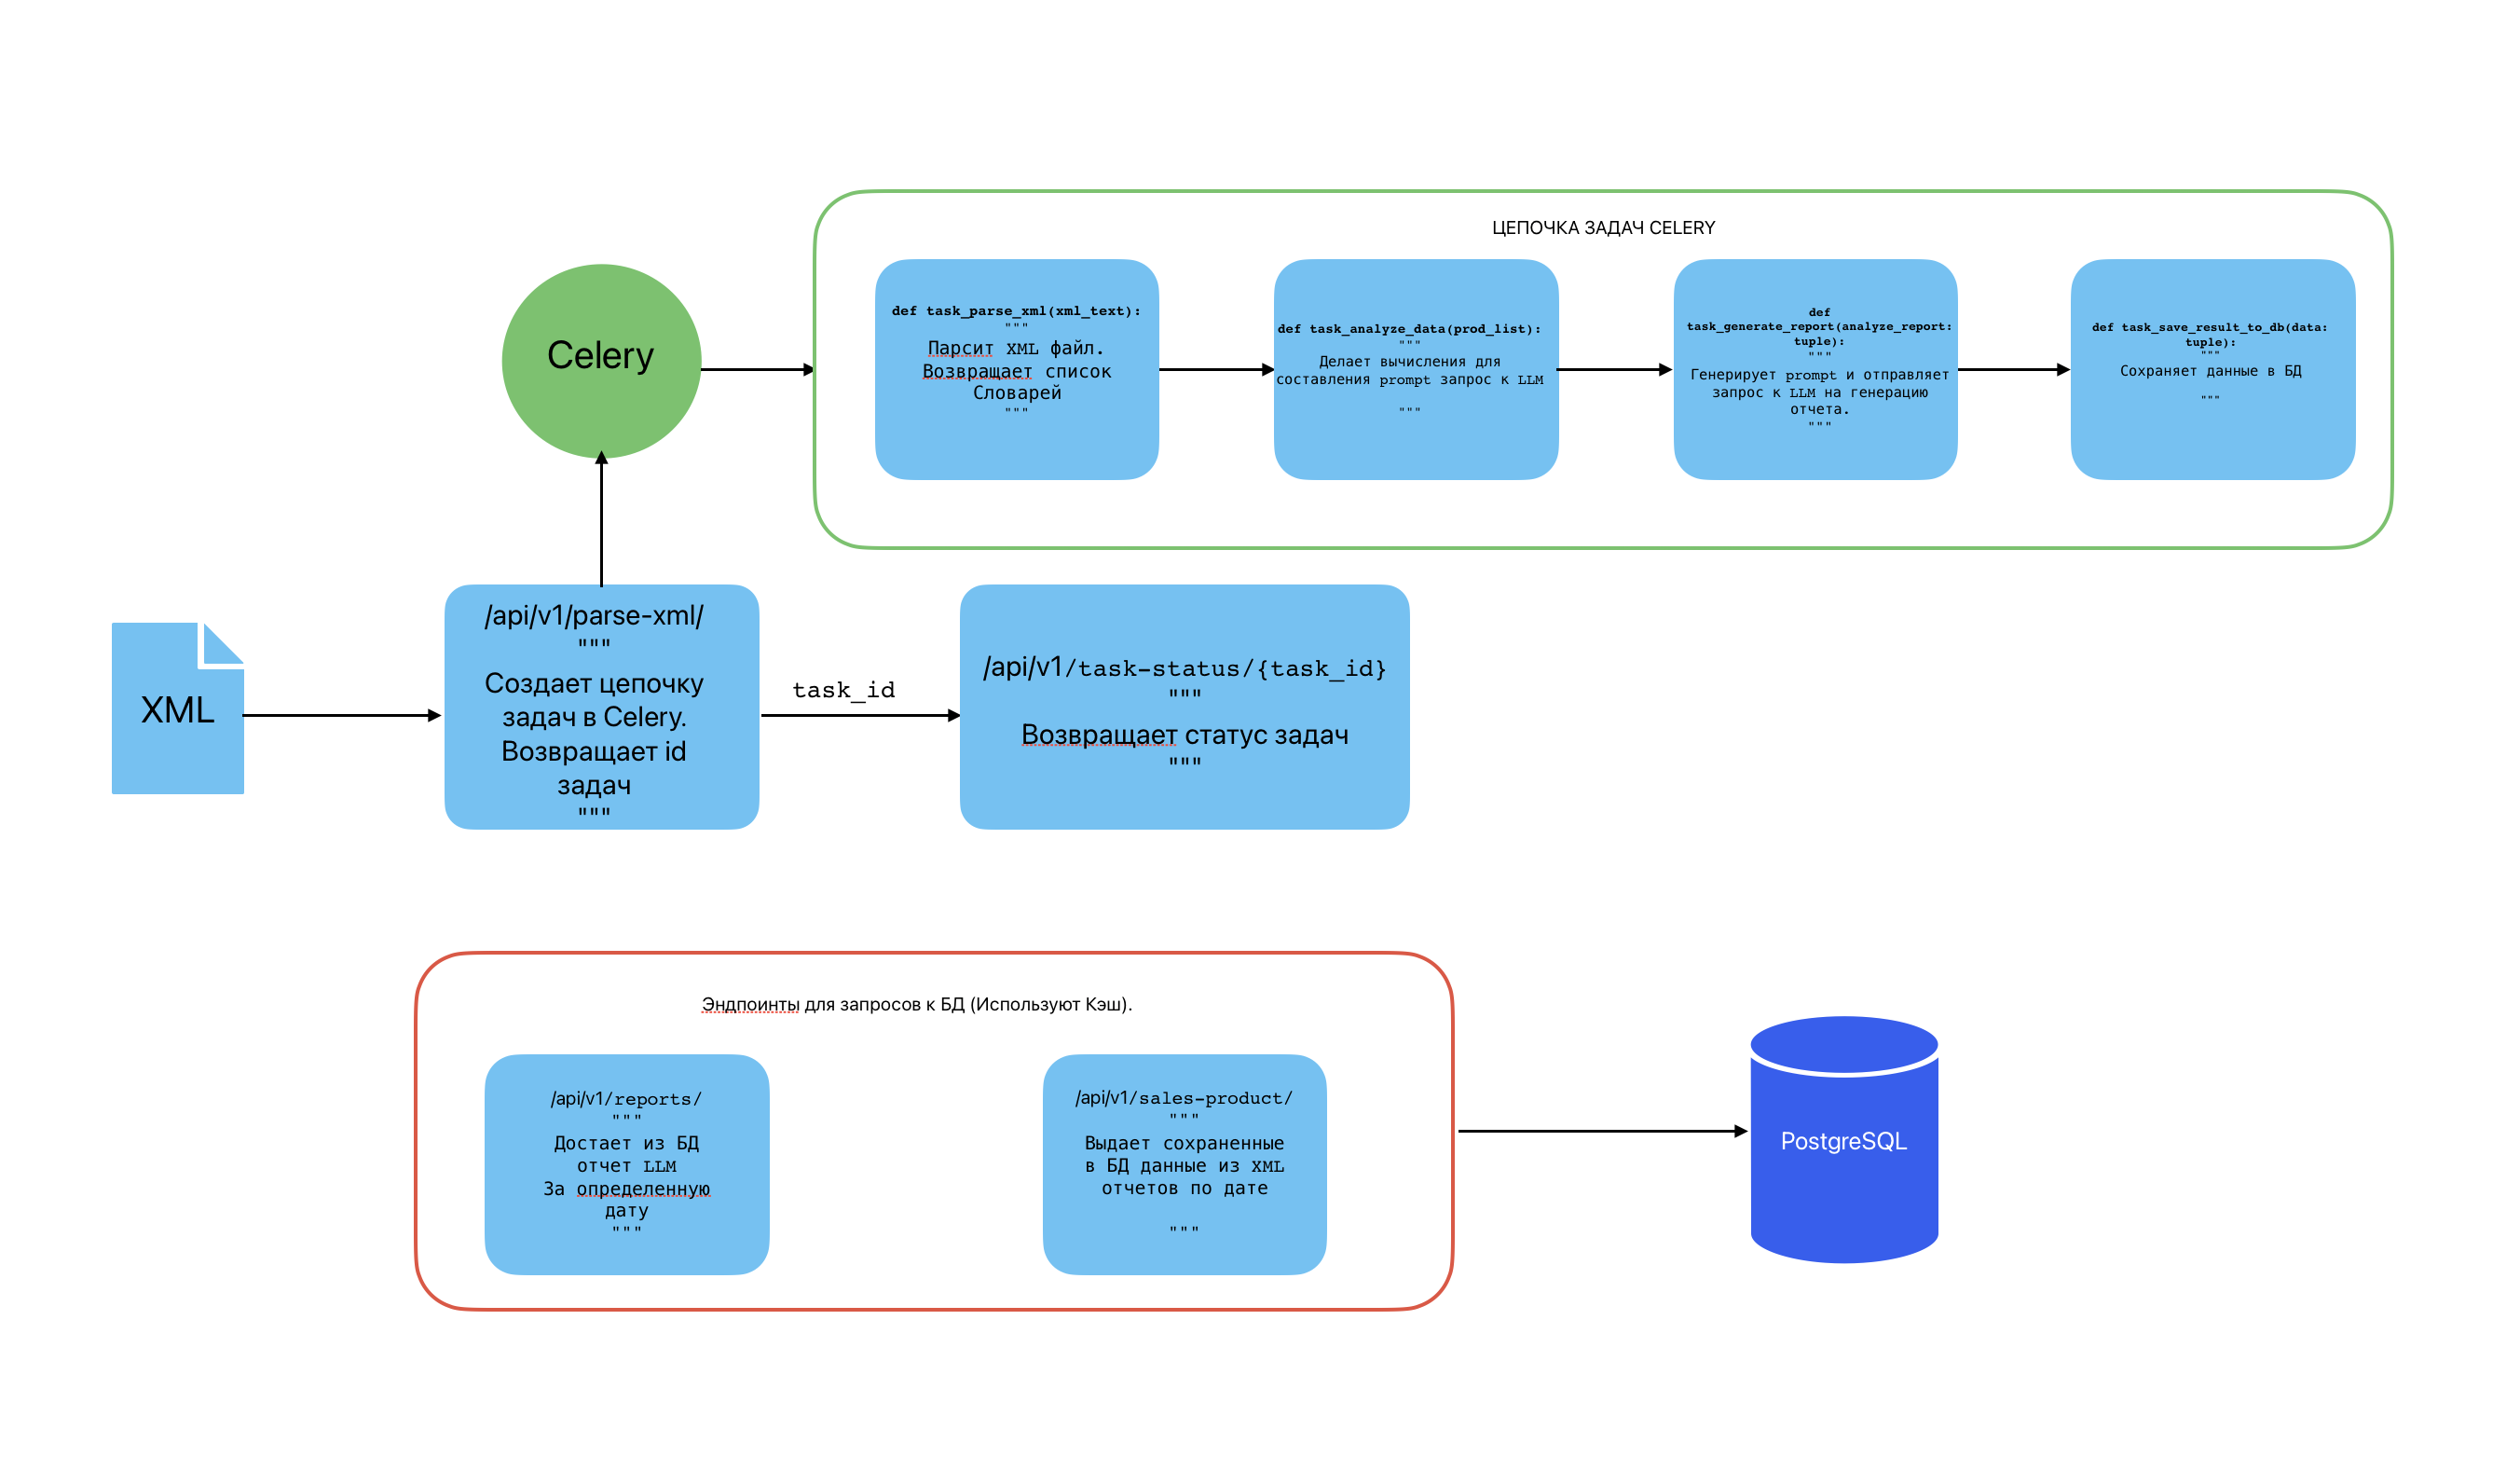 ЦЕПОЧКА ЗАДАЧ CELERY
Celery
def task_parse_xml(xml_text):
"""
Парсит XML файл.
Возвращает список
Словарей
"""
def task_analyze_data(prod_list):
"""
Делает вычисления для
составления prompt запрос к LLM
"""
def
task_generate_report(analyze_report:
tuple):
"""
Генерирует prompt и отправляет
запрос к LLM на генерацию
отчета.
"""
def task_save_result_to_db(data:
tuple):
"""
Сохраняет данные в БД
"""
XML
/api/v1/parse-xml/
"""
Создает цепочку
задач в Celery.
Возвращает id
задач
"""
task_id
/api/v1/task-status/{task_id}
"""
Возвращает статус задач
"""
Эндпоинты для запросов к БД (Используют Кэш).
/api/v1/reports/
"""
Достает из БД
отчет LLM
За определенную
дату
"""
/api/v1/sales-product/
"""
Выдает сохраненные
в БД данные из XML
отчетов по дате
"""
PostgreSQL